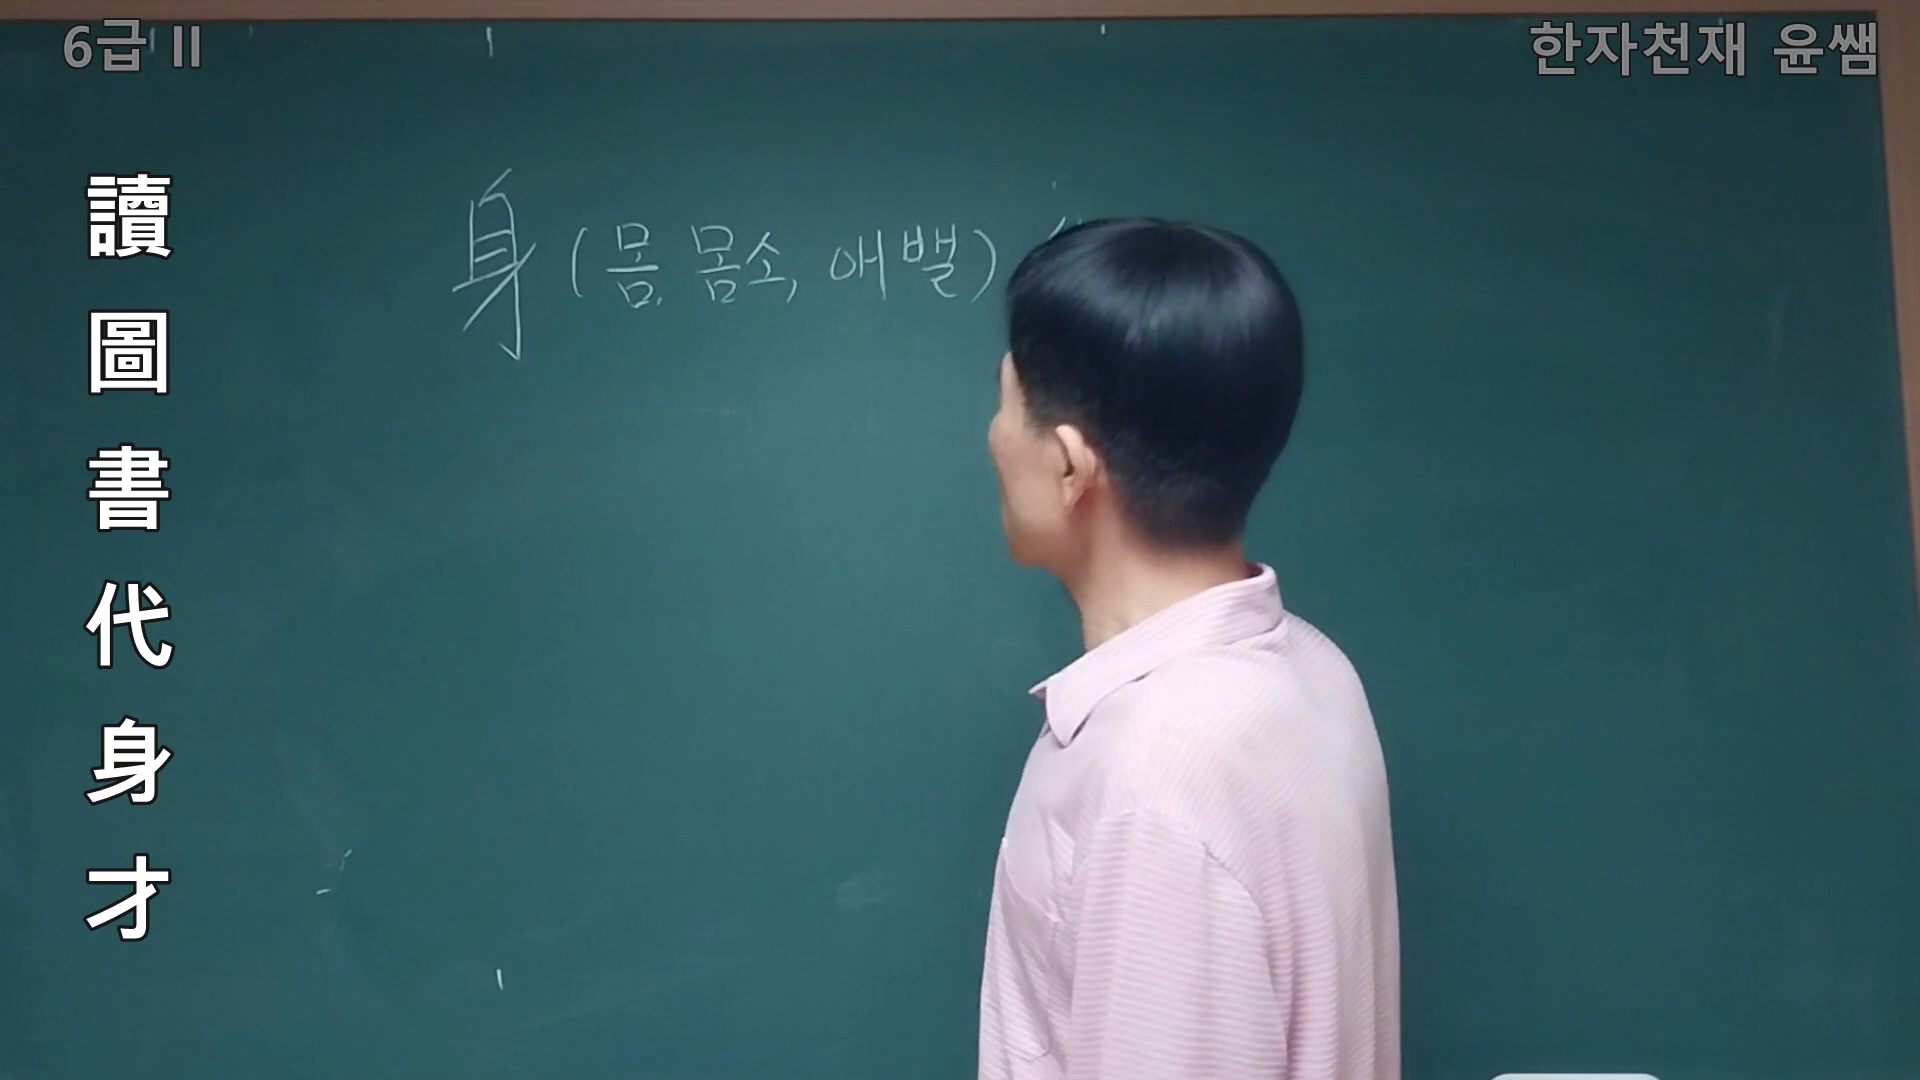 6급 II
한자천재 윤쌤
讀
圖
書
代
身
才
身 (몸, 몸소, 애밸)